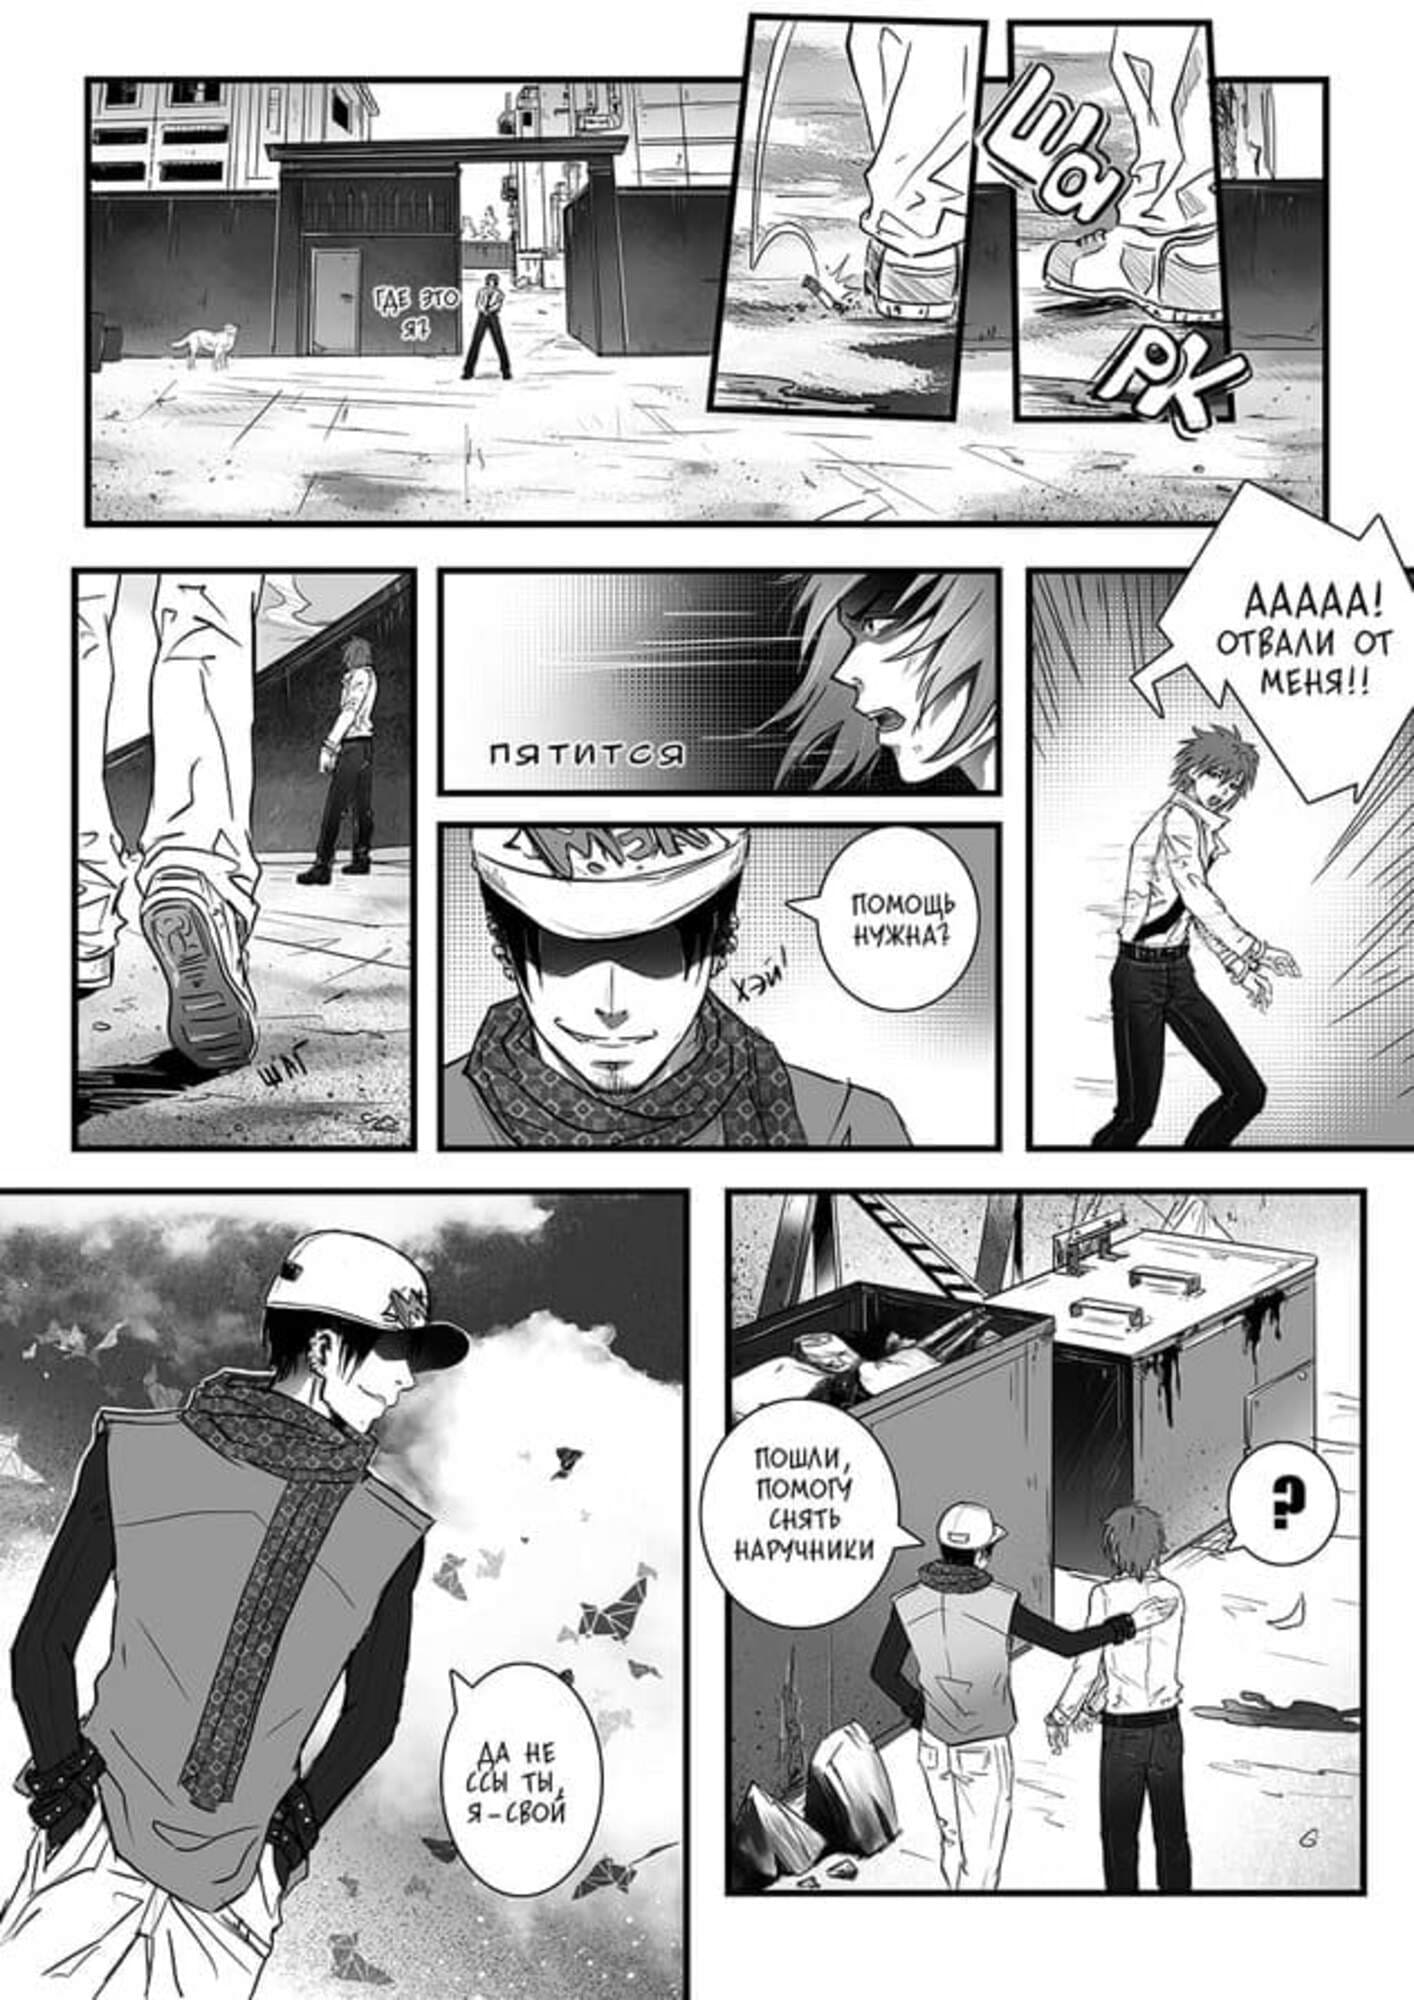 ГДЕ ЭТО
Я?
ША
РК
ШАГ
ПЯТИТСЯ
ХЭЙ!
ПОМОЩЬ
НУЖНА?
ААААА!
ОТВАЛИ ОТ
МЕНЯ!!
ДА НЕ
ССЫ ТЫ,
Я-СВОЙ
ПОШЛИ,
ПОМОГУ
СНЯТЬ
НАРУЧНИКИ
?